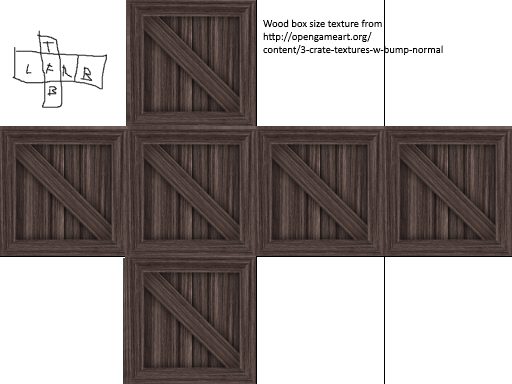 T
L F R B
B
Wood box size texture from
http://opengameart.org/
content/3-crate-textures-w-bump-normal